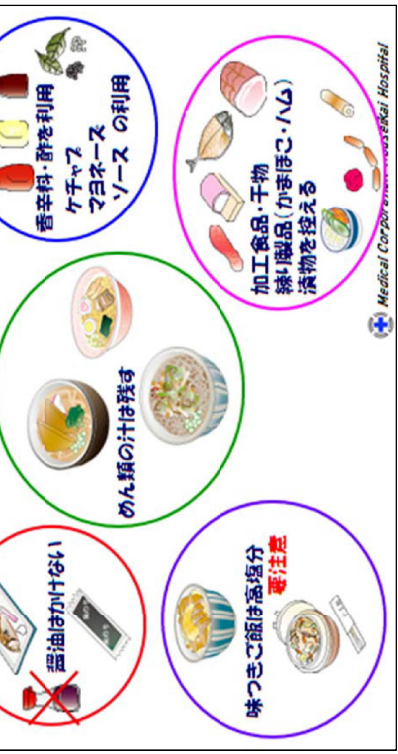 醤油はかけない
めん類の汁は残す
香辛料・酢を利用
ケチャプ
マヨネーズ
ソース の利用
味つきご飯は高塩分
要注意
加工食品・干物
練り製品(かまぼこ・ハム)
漬物を控える
Medical Corporation Hospital